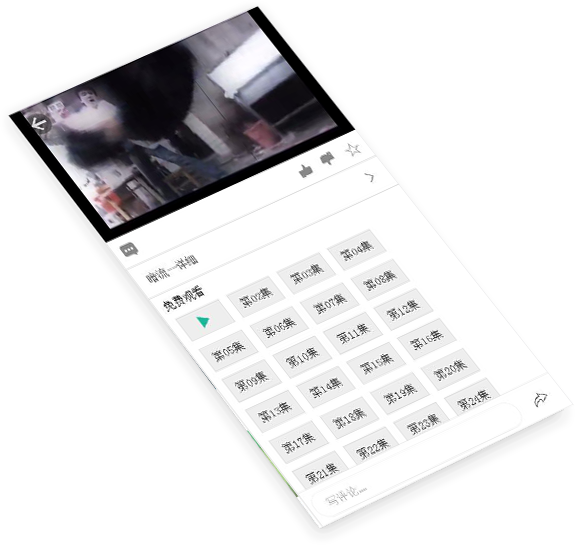 暗流—详细
免费观看
第02集 第03集 第04集
第05集 第06集 第07集 第08集
第09集 第10集 第11集 第12集
第13集 第14集 第15集 第16集
第17集 第18集 第19集 第20集
第21集 第22集 第23集 第24集
写评论...